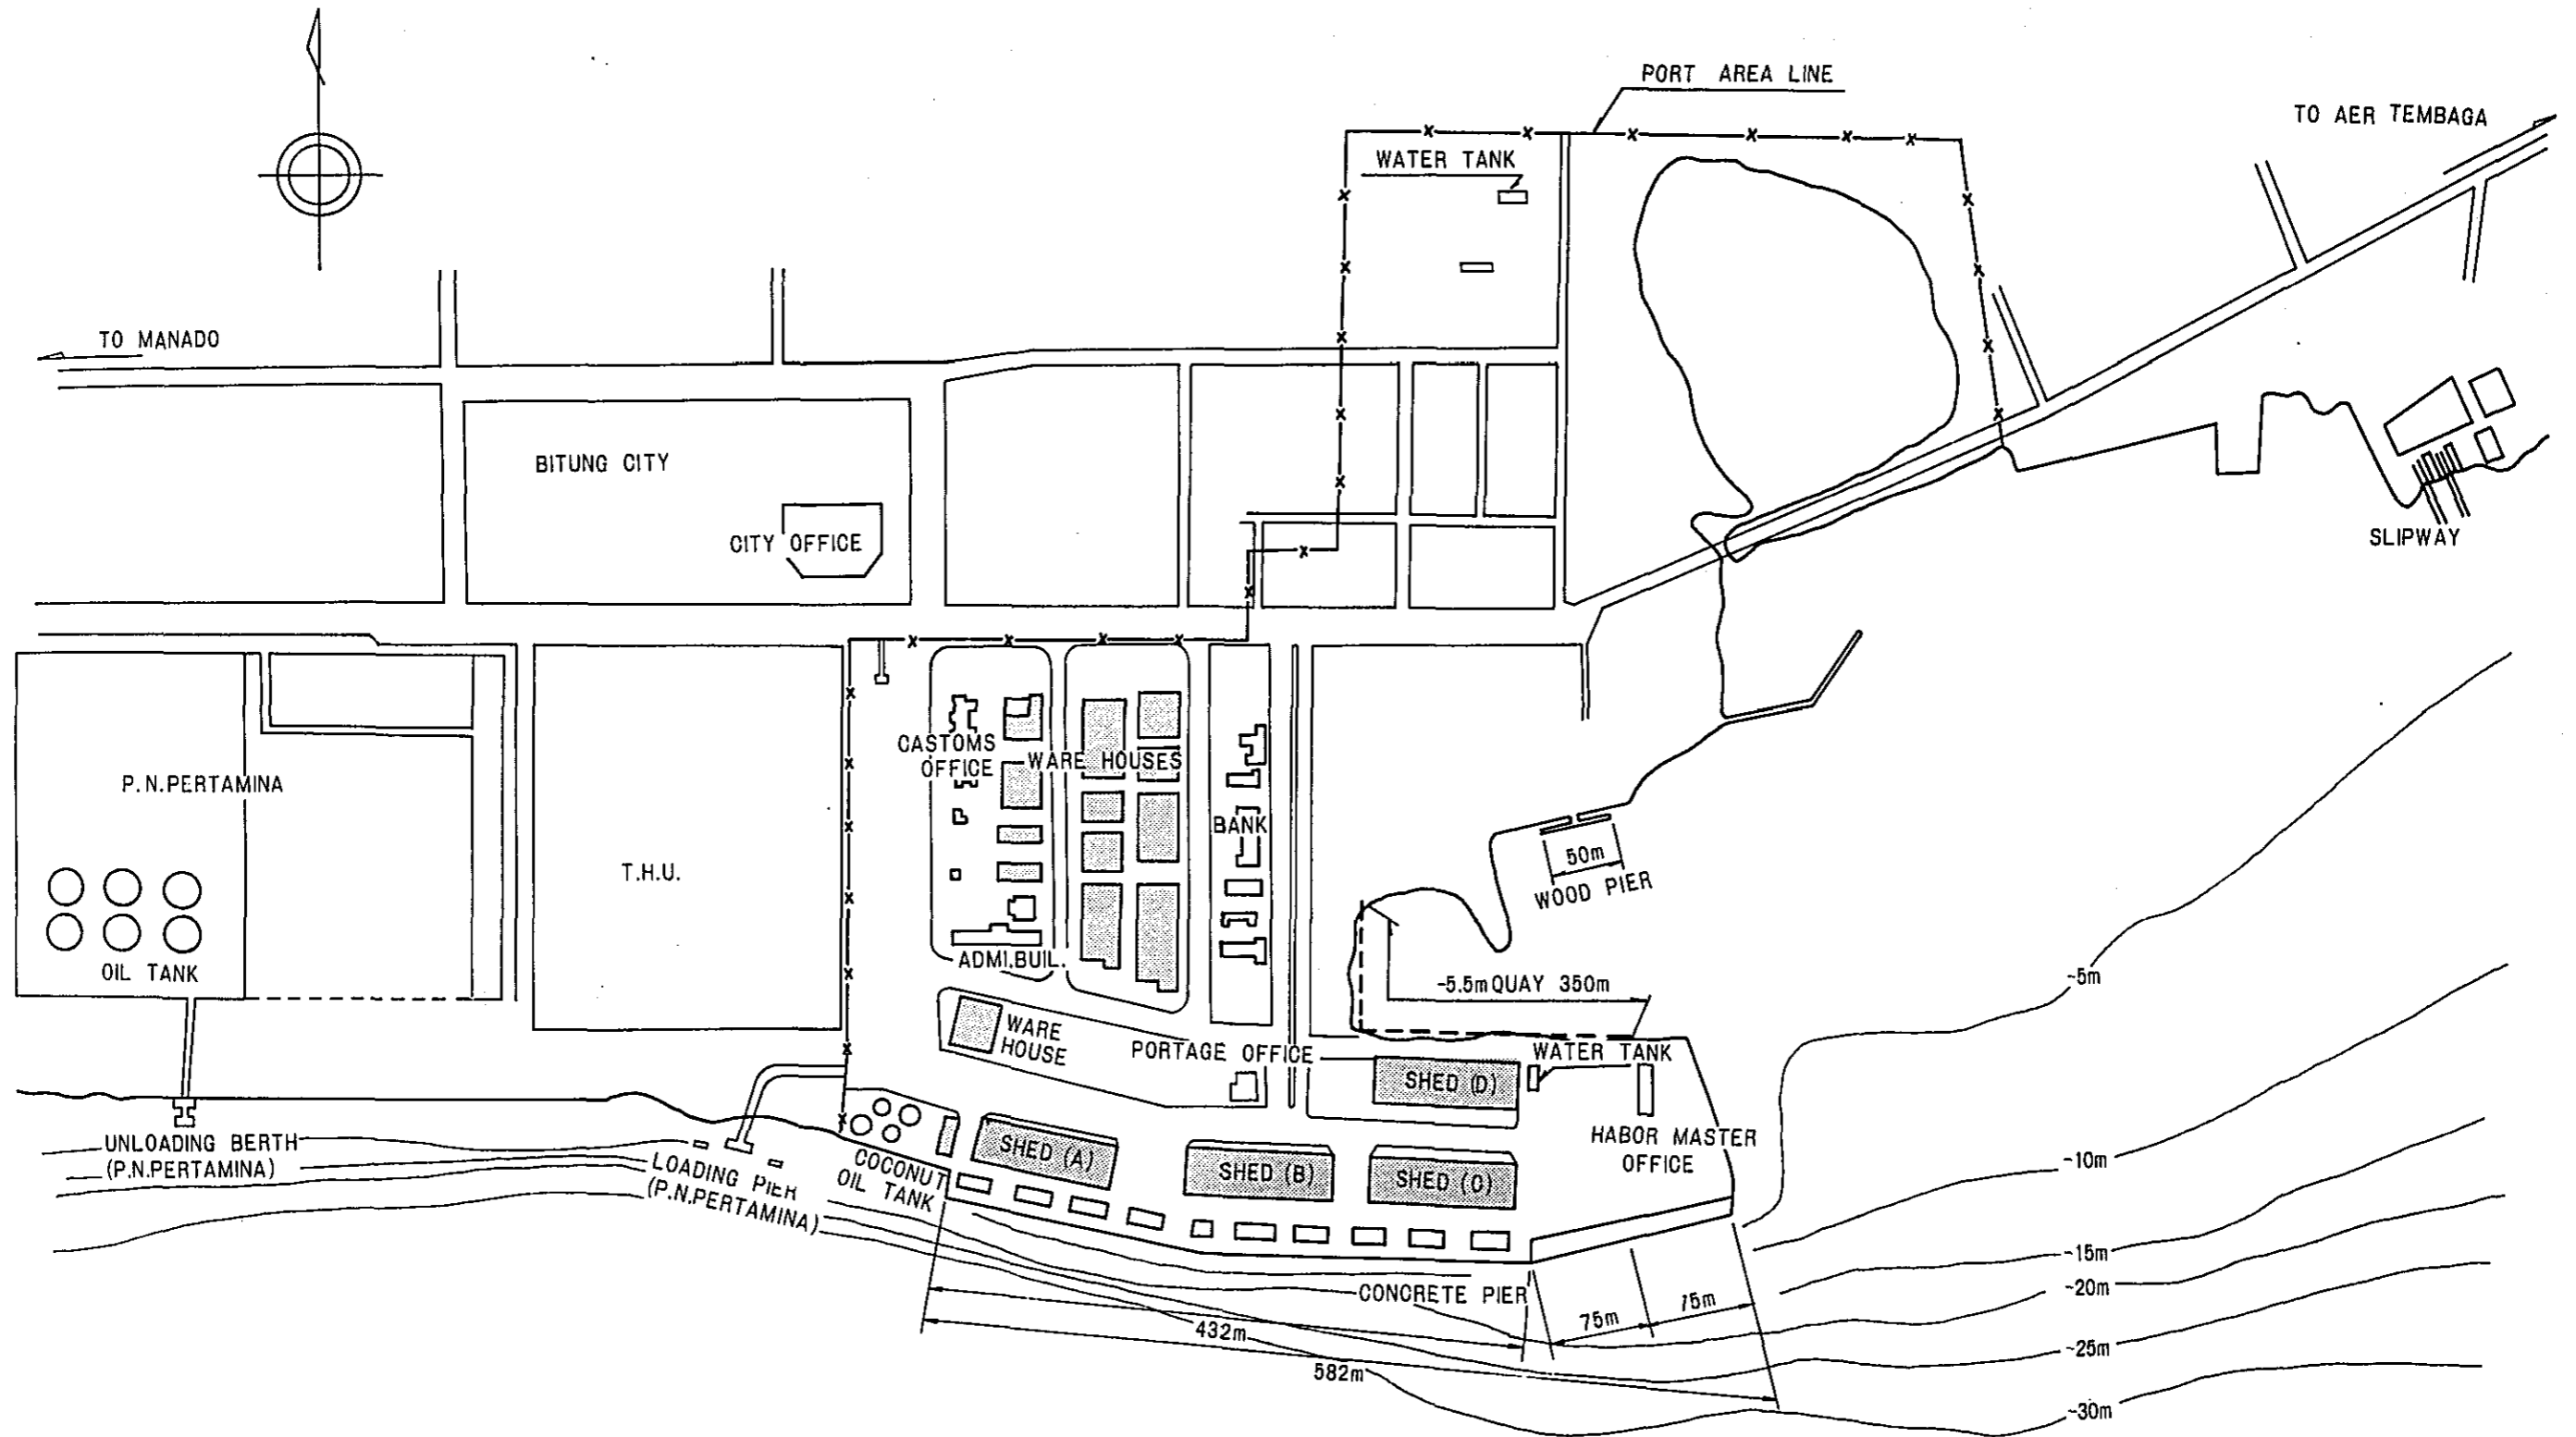 PORT AREA LINE
TO AER TEMBAGA
WATER TANK
TO MANADO
BITUNG CITY
CITY OFFICE
SLIPWAY
CASTOMS
OFFICE
WARE HOUSES
P.N.PERTAMINA
BANK
T.H.U.
50m
WOOD PIER
OIL TANK
ADMI.BUIL.
-5.5m QUAY 350m
-5m
WARE
HOUSE
PORTAGE OFFICE
WATER TANK
SHED (D)
HABOR MASTER
OFFICE
UNLOADING BERTH
(P.N.PERTAMINA)
LOADING PIER
(P.N.PERTAMINA)
COCONUT
OIL TANK
SHED (A)
SHED (B)
SHED (C)
-10m
-15m
-20m
CONCRETE PIER
75m
75m
432m
-25m
582m
-30m